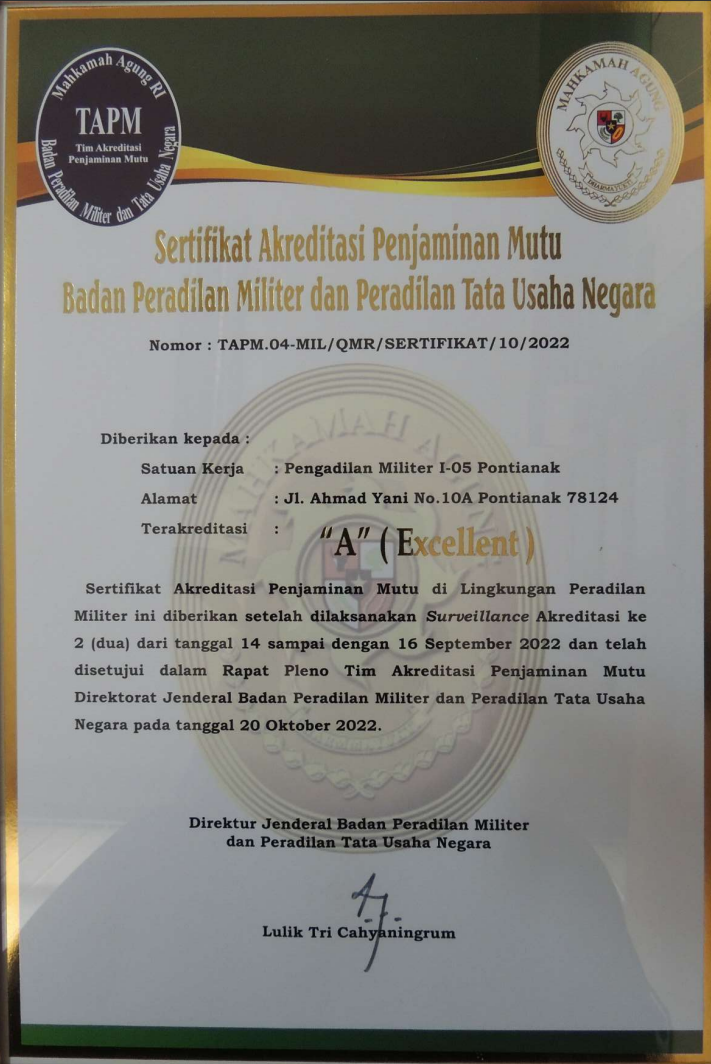 Mahkamah Agung RI
TAPM
Tim Akreditasi
Penjaminan Mutu
Badan Peradilan Militer dan Tata Usaha Negara
MAHKAMAH AGUNG
DHARMAYUKTI
Sertifikat Akreditasi Penjaminan Mutu
Badan Peradilan Militer dan Peradilan Tata Usaha Negara
Nomor : TAPM.04-MIL/QMR/SERTIFIKAT/10/2022
MAHKAMAH AGUNG
Diberikan kepada :
Satuan Kerja : Pengadilan Militer I-05 Pontianak
Alamat : Jl. Ahmad Yani No.10A Pontianak 78124
Terakreditasi : "A" ( Excellent )
Sertifikat Akreditasi Penjaminan Mutu di Lingkungan Peradilan
Militer ini diberikan setelah dilaksanakan Surveillance Akreditasi ke
2 (dua) dari tanggal 14 sampai dengan 16 September 2022 dan telah
disetujui dalam Rapat Pleno Tim Akreditasi Penjaminan Mutu
Direktorat Jenderal Badan Peradilan Militer dan Peradilan Tata Usaha
Negara pada tanggal 20 Oktober 2022.
Direktur Jenderal Badan Peradilan Militer
dan Peradilan Tata Usaha Negara
Lulik Tri Cahyaningrum